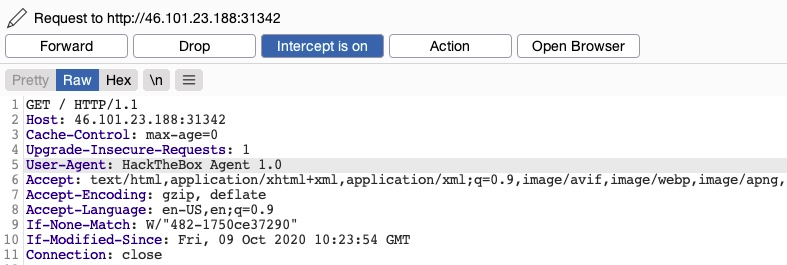 Request to http://46.101.23.188:31342
Forward Drop Intercept is on Action Open Browser
Pretty Raw Hex \n
1 GET / HTTP/1.1
2 Host: 46.101.23.188:31342
3 Cache-Control: max-age=0
4 Upgrade-Insecure-Requests: 1
5 User-Agent: HackTheBox Agent 1.0
6 Accept: text/html,application/xhtml+xml,application/xml;q=0.9,image/avif,image/webp,image/apng,
7 Accept-Encoding: gzip, deflate
8 Accept-Language: en-US,en;q=0.9
9 If-None-Match: W/"482-1750ce37290"
10 If-Modified-Since: Fri, 09 Oct 2020 10:23:54 GMT
11 Connection: close